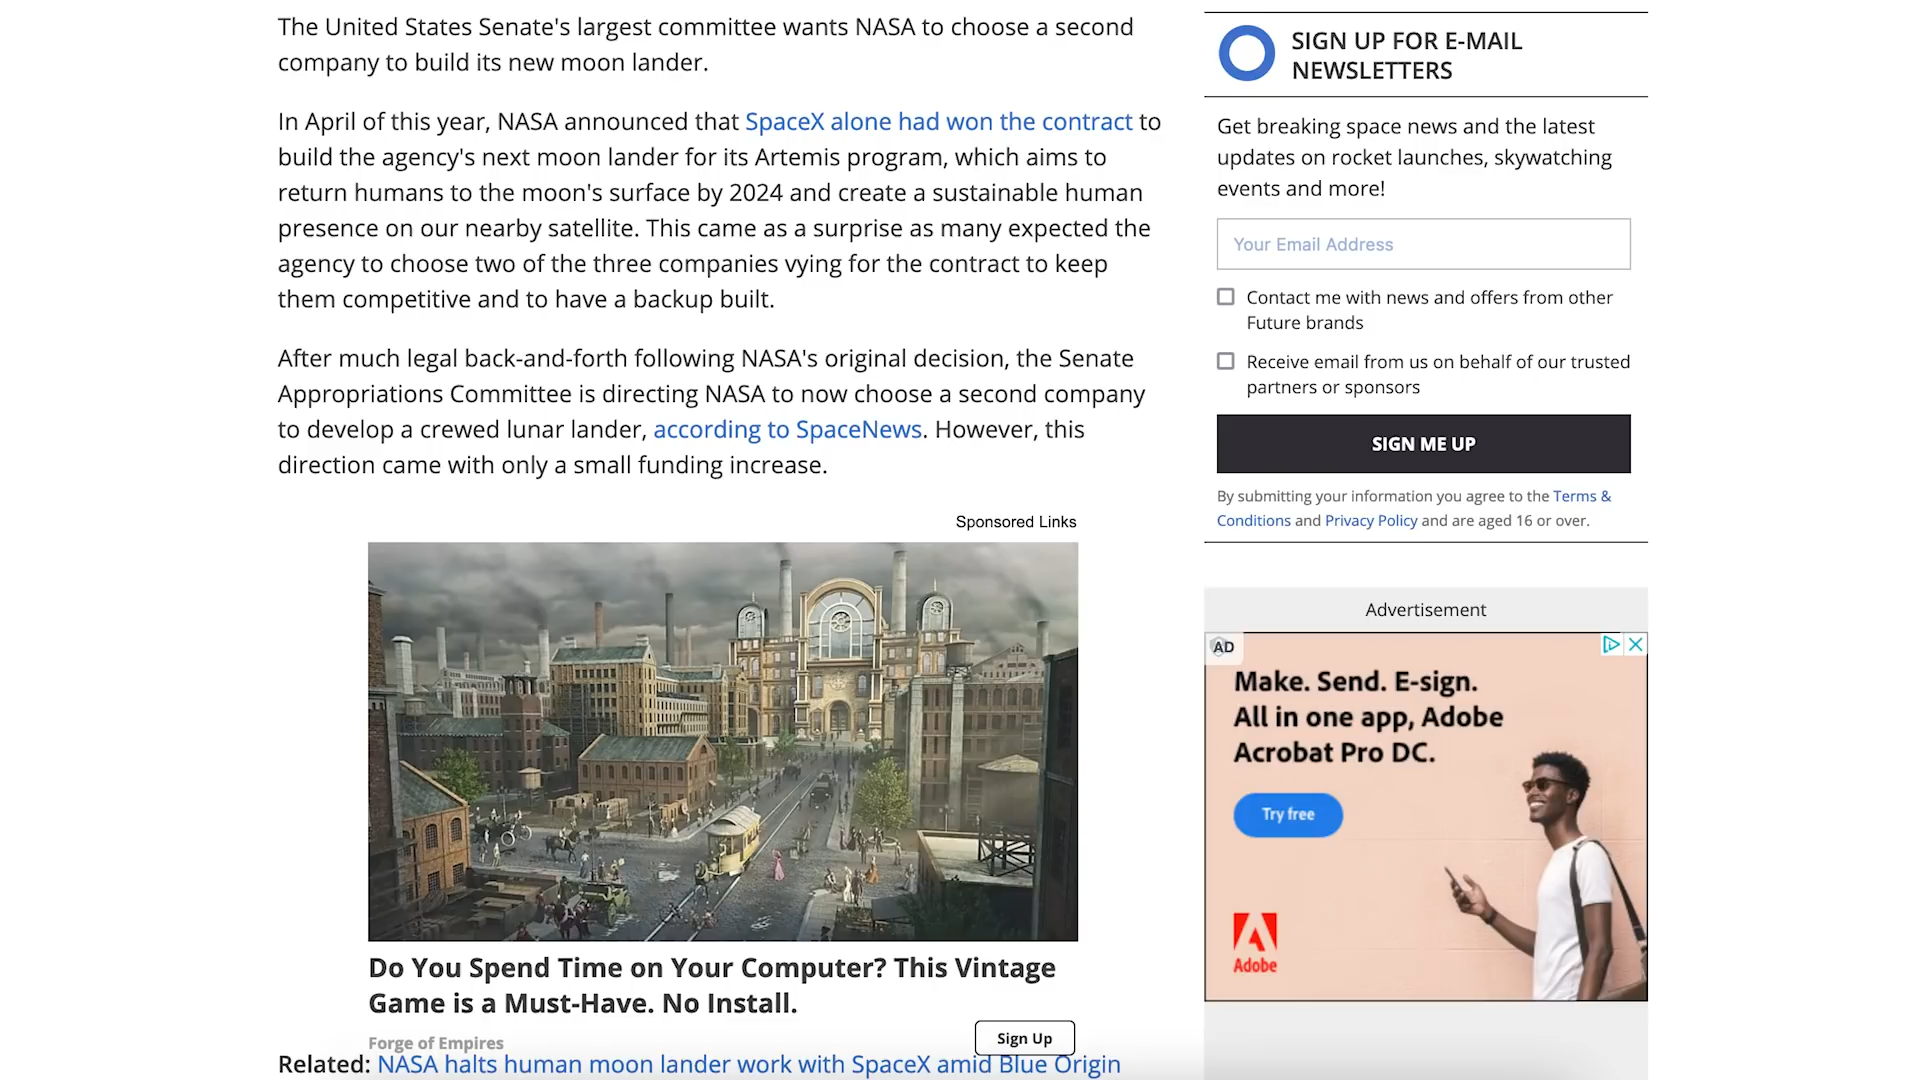 The United States Senate's largest committee wants NASA to choose a second
company to build its new moon lander.
In April of this year, NASA announced that SpaceX alone had won the contract to
build the agency's next moon lander for its Artemis program, which aims to
return humans to the moon's surface by 2024 and create a sustainable human
presence on our nearby satellite. This came as a surprise as many expected the
agency to choose two of the three companies vying for the contract to keep
them competitive and to have a backup built.
After much legal back-and-forth following NASA's original decision, the Senate
Appropriations Committee is directing NASA to now choose a second company
to develop a crewed lunar lander, according to SpaceNews. However, this
direction came with only a small funding increase.
Sponsored Links
Do You Spend Time on Your Computer? This Vintage
Game is a Must-Have. No Install.
Forge of Empires
Sign Up
Related: NASA halts human moon lander work with SpaceX amid Blue Origin
SIGN UP FOR E-MAIL
NEWSLETTERS
Get breaking space news and the latest
updates on rocket launches, skywatching
events and more!
Your Email Address
Contact me with news and offers from other
Future brands
Receive email from us on behalf of our trusted
partners or sponsors
SIGN ME UP
By submitting your information you agree to the Terms &
Conditions and Privacy Policy and are aged 16 or over.
Advertisement
AD
Make. Send. E-sign.
All in one app, Adobe
Acrobat Pro DC.
Try free
Adobe